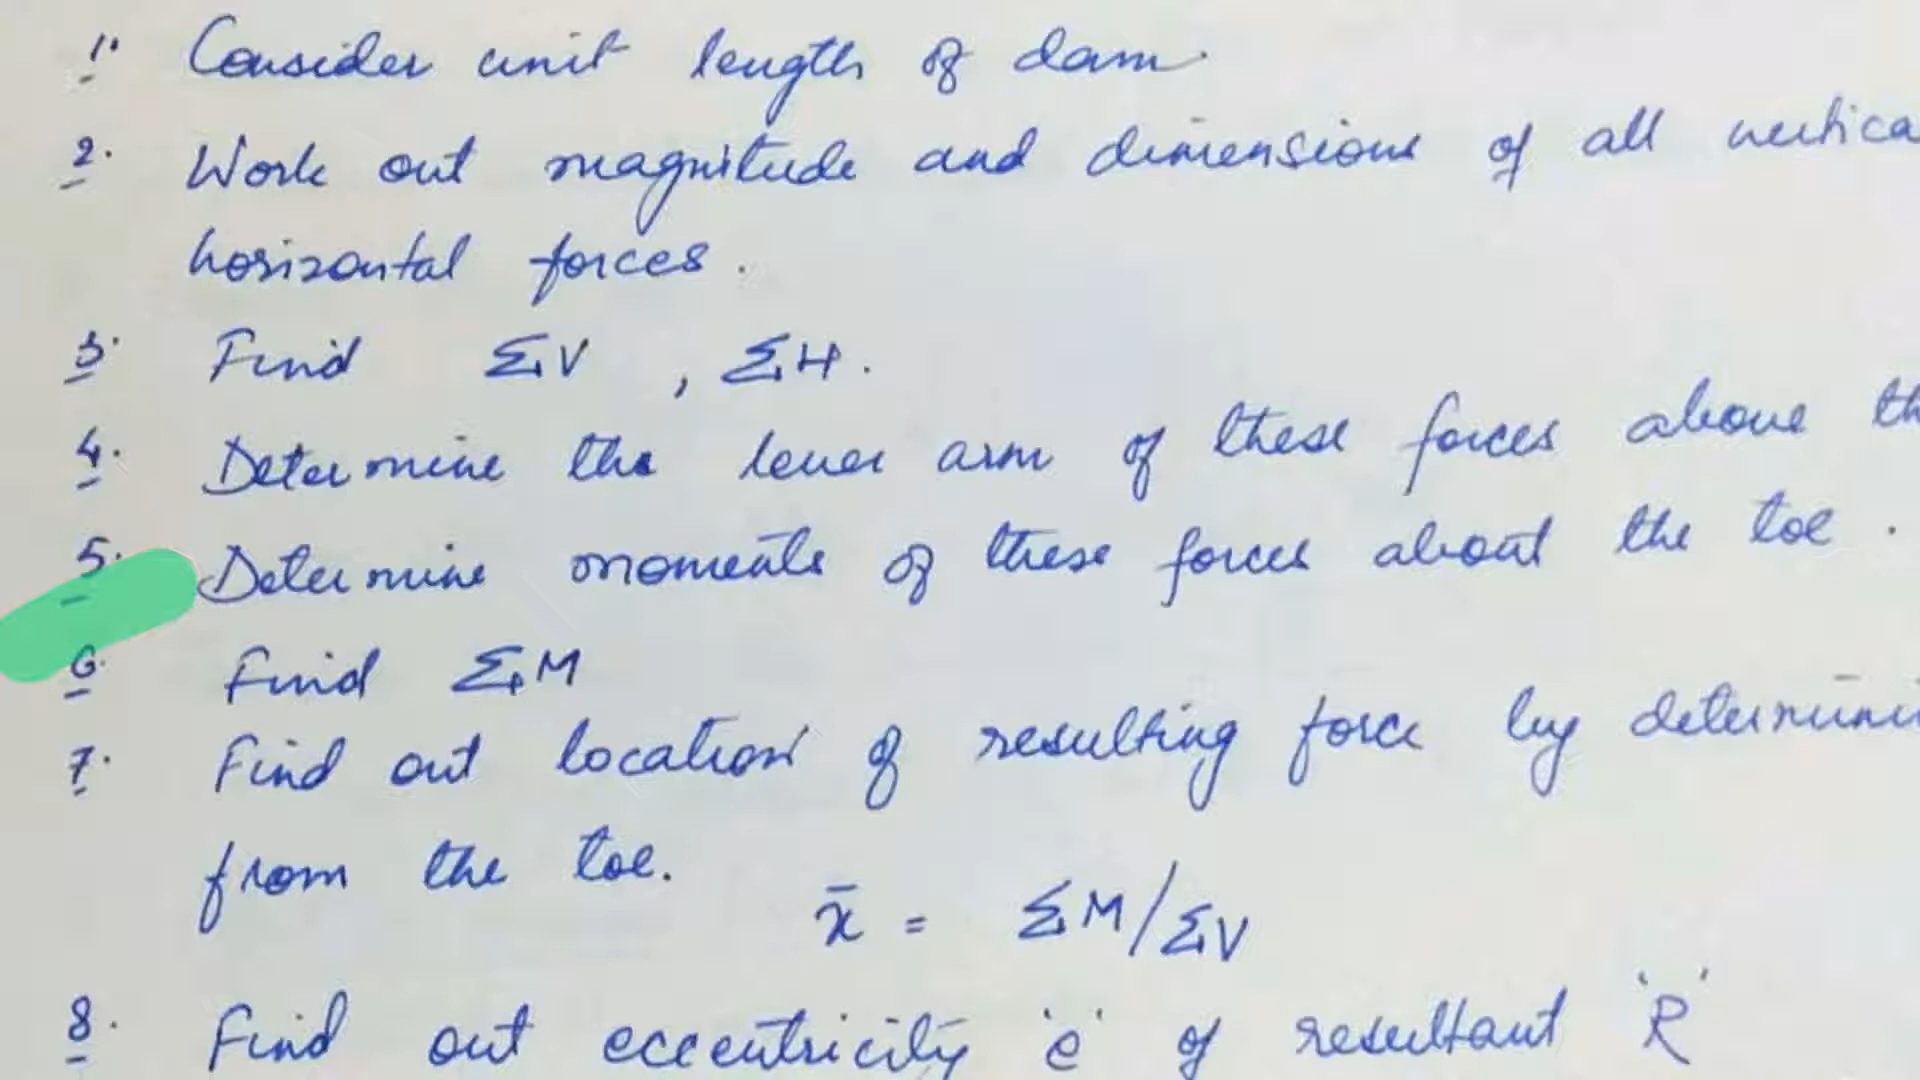 1. Consider unit length of dam.
2. Work out magnitude and dimensions of all vertica
horizontal forces.
3. Find ΣV, ΣH.
4. Determine the lever arm of these forces above th
5. Determine moments of these forces about the toe.
6. Find ΣM
7. Find out location of resulting force by determini
from the toe.
x̄ = ΣM/ΣV
8. Find out eccentricity 'e' of resultant 'R'